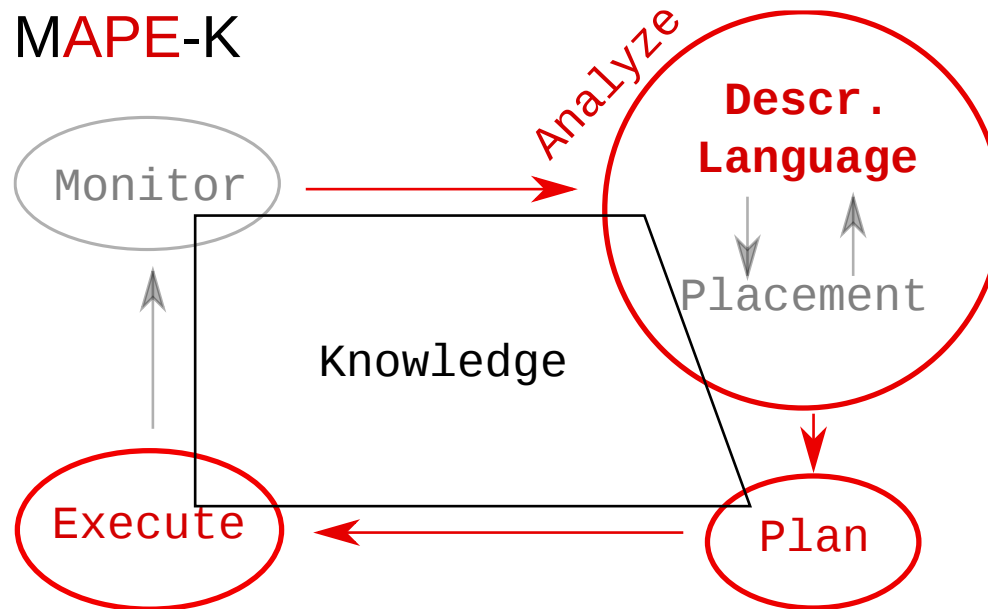 MAPE-K
Analyze
Descr.
Language
Monitor
Placement
Knowledge
Execute
Plan